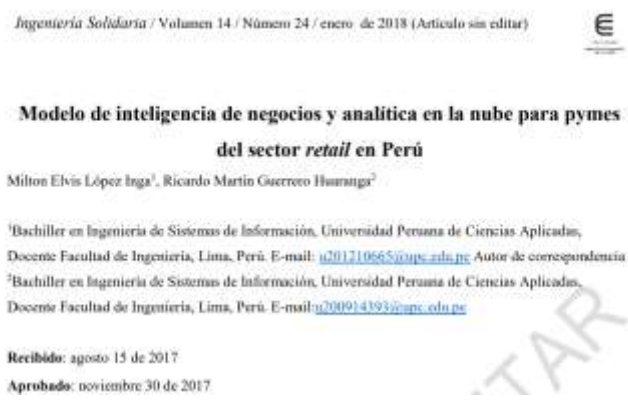 Ingeniería Solidaria / Volumen 14 / Número 24 / enero de 2018 (Artículo sin editar)
Modelo de inteligencia de negocios y analítica en la nube para pymes
del sector retail en Perú
Milton Elvis López Inga¹, Ricardo Martín Guerrero Huaranga²
¹Bachiller en Ingeniería de Sistemas de Información, Universidad Peruana de Ciencias Aplicadas,
Docente Facultad de Ingeniería, Lima, Perú. E-mail: u201210665@upc.edu.pe Autor de correspondencia
²Bachiller en Ingeniería de Sistemas de Información, Universidad Peruana de Ciencias Aplicadas,
Docente Facultad de Ingeniería, Lima, Perú. E-mail:u200914393@upc.edu.pe
Recibido: agosto 15 de 2017
Aprobado: noviembre 30 de 2017
ITAR